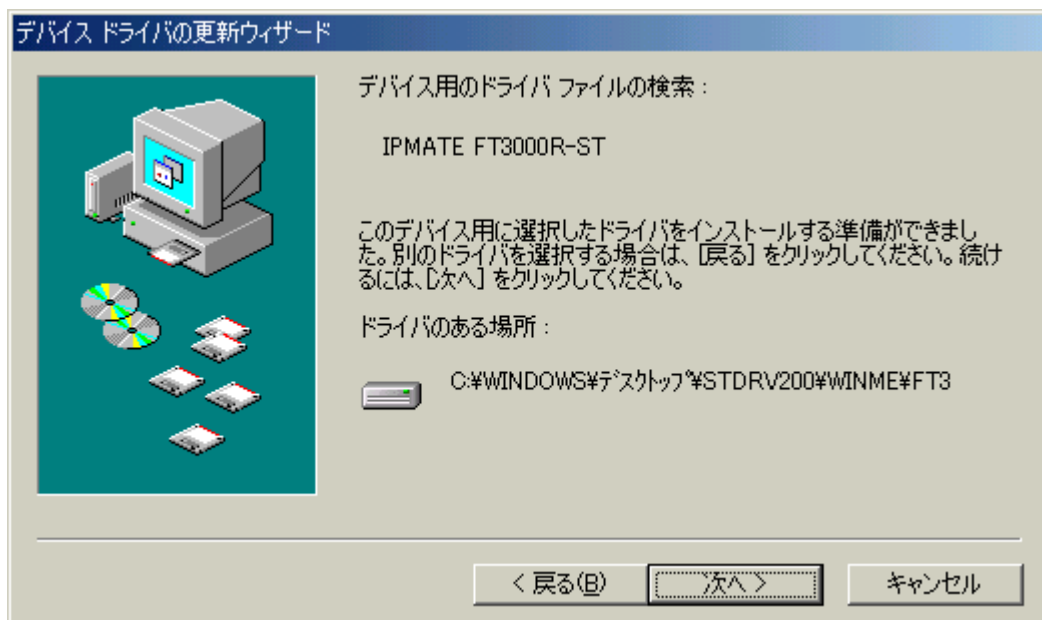 デバイス ドライバの更新ウィザード
デバイス用のドライバ ファイルの検索：
IPMATE FT3000R-ST
このデバイス用に選択したドライバをインストールする準備ができまし
た。別のドライバを選択する場合は、[戻る] をクリックしてください。続け
るには、[次へ] をクリックしてください。
ドライバのある場所：
C:¥WINDOWS¥ﾃﾞｽｸﾄｯﾌﾟ¥STDRV200¥WINME¥FT3
< 戻る(B)
次へ >
キャンセル